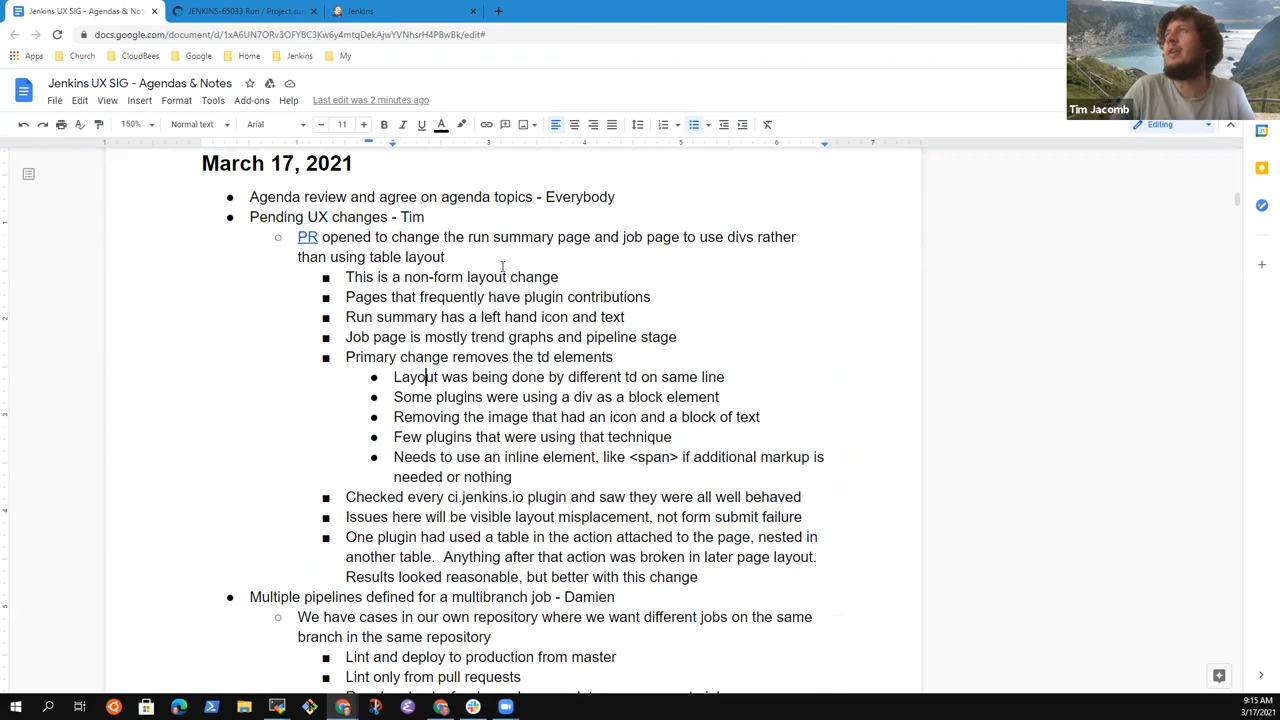 Jenkins UX SIG - Agendas & Not
JENKINS-65033 Run / Project su
Jenkins
docs.google.com/document/d/1xA6UN7ORv3OFYBC3Kw6y4mtqDekAjwYVNhsrH4PBwBk/edit#
Apps Church CloudBees Google Home Jenkins My
Jenkins UX SIG - Agendas & Notes
File Edit View Insert Format Tools Add-ons Help Last edit was 2 minutes ago
150% Normal text Arial 11 Editing
Tim Jacomb
March 17, 2021
Agenda review and agree on agenda topics - Everybody
Pending UX changes - Tim
PR opened to change the run summary page and job page to use divs rather
than using table layout
This is a non-form layout change
Pages that frequently have plugin contributions
Run summary has a left hand icon and text
Job page is mostly trend graphs and pipeline stage
Primary change removes the td elements
Layout was being done by different td on same line
Some plugins were using a div as a block element
Removing the image that had an icon and a block of text
Few plugins that were using that technique
Needs to use an inline element, like <span> if additional markup is
needed or nothing
Checked every ci.jenkins.io plugin and saw they were all well behaved
Issues here will be visible layout misplacement, not form submit failure
One plugin had used a table in the action attached to the page, nested in
another table. Anything after that action was broken in later page layout.
Results looked reasonable, but better with this change
Multiple pipelines defined for a multibranch job - Damien
We have cases in our own repository where we want different jobs on the same
branch in the same repository
Lint and deploy to production from master
Lint only from pull requests
9:15 AM
3/17/2021